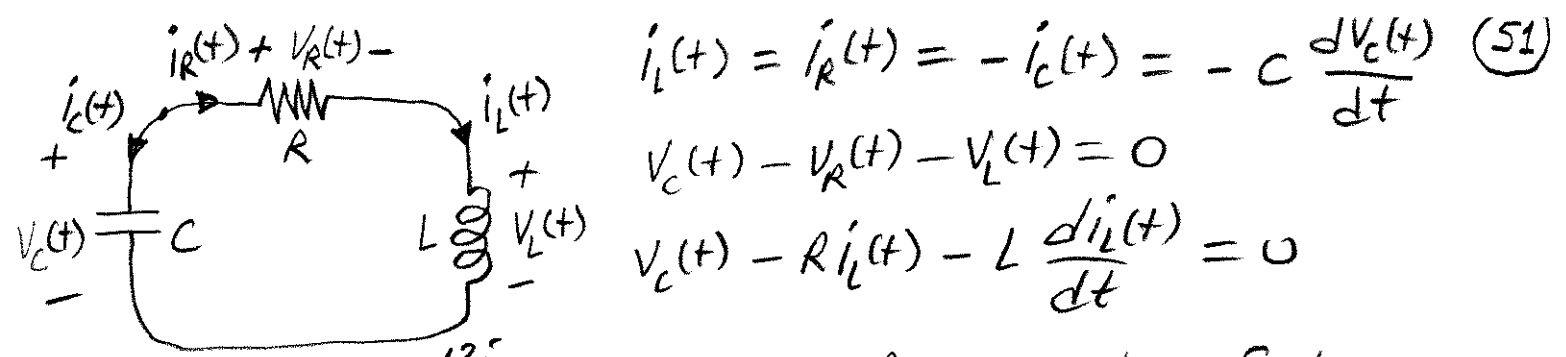 i_R(t) + V_R(t) −
i_C(t)
R
i_L(t)
+
V_C(t)
−
C
L
+
V_L(t)
−
i_L(t) = i_R(t) = - i_C(t) = - C dV_C(t)/dt (51)
V_C(t) - V_R(t) - V_L(t) = 0
V_C(t) - R i_L(t) - L di_L(t)/dt = 0